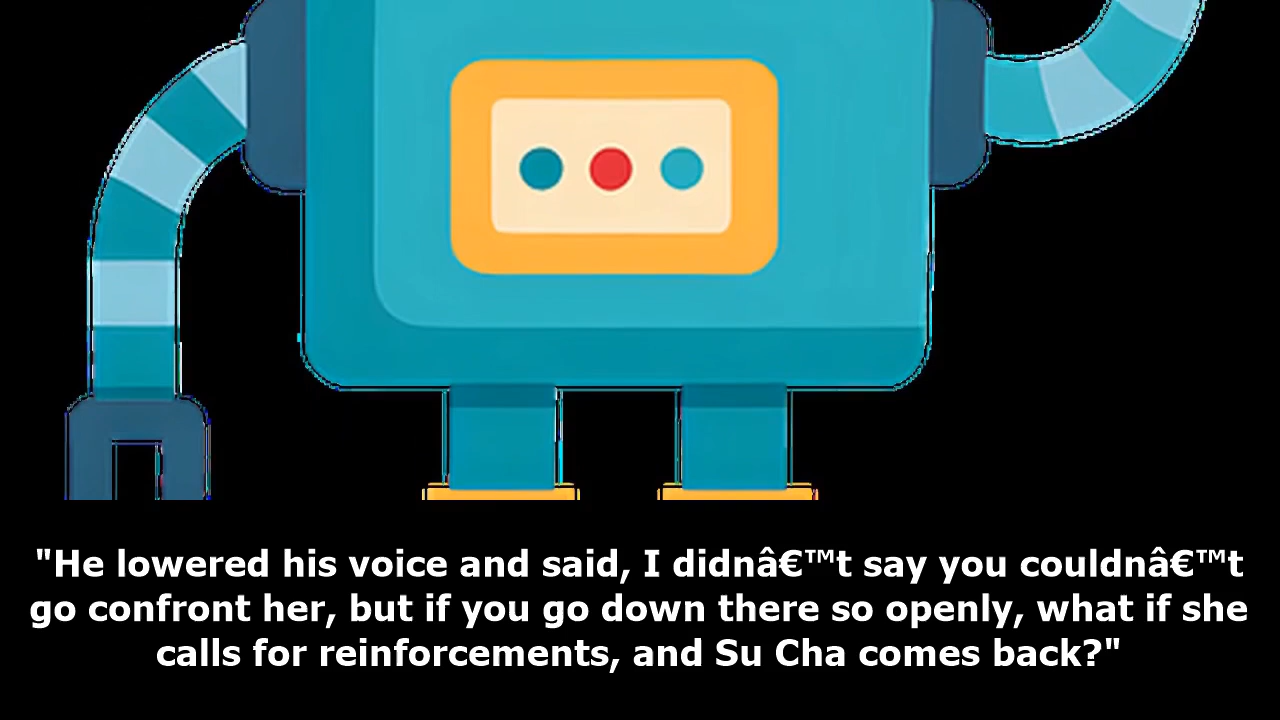 "He lowered his voice and said, I didnâ€™t say you couldnâ€™t
go confront her, but if you go down there so openly, what if she
calls for reinforcements, and Su Cha comes back?"